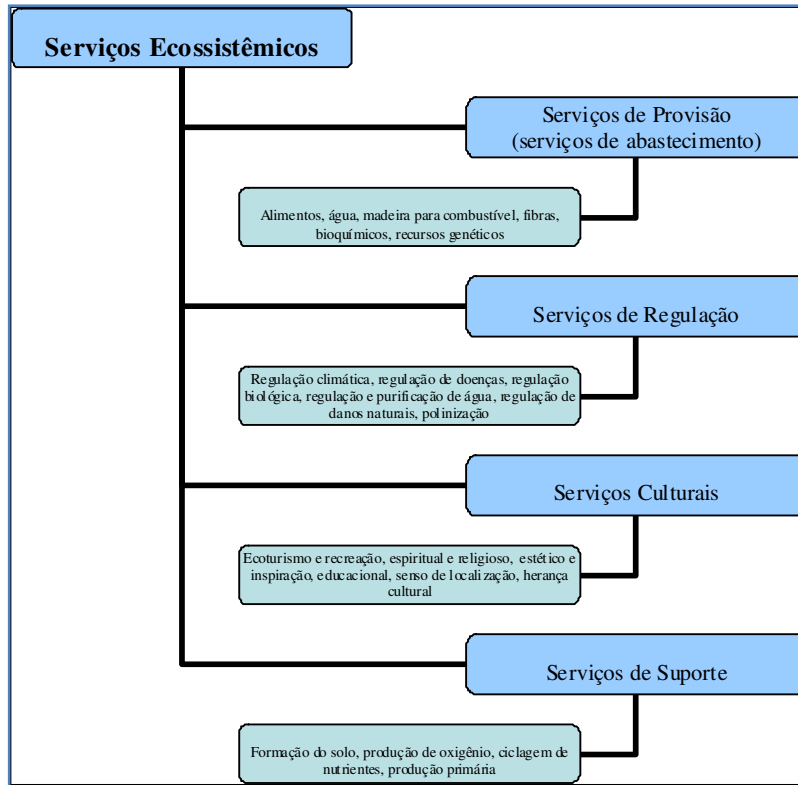 Serviços Ecossistêmicos
Serviços de Provisão
(serviços de abastecimento)
Alimentos, água, madeira para combustível, fibras,
bioquímicos, recursos genéticos
Serviços de Regulação
Regulação climática, regulação de doenças, regulação
biológica, regulação e purificação de água, regulação de
danos naturais, polinização
Serviços Culturais
Ecoturismo e recreação, espiritual e religioso, estético e
inspiração, educacional, senso de localização, herança
cultural
Serviços de Suporte
Formação do solo, produção de oxigênio, ciclagem de
nutrientes, produção primária